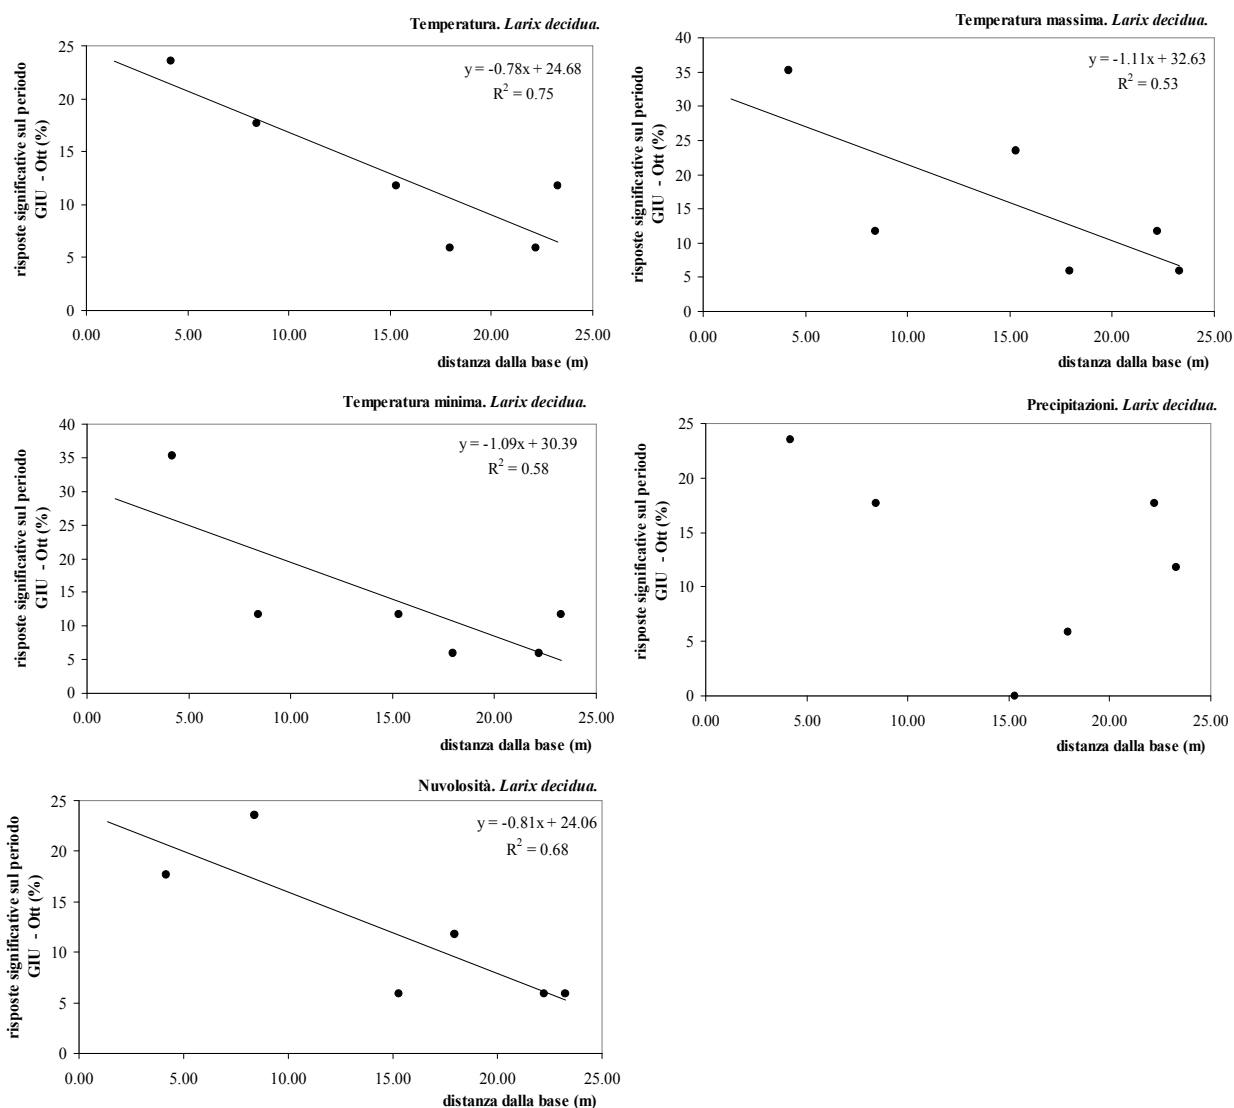 Temperatura. Larix decidua.
risposte significative sul periodo
GIU - Ott (%)
25
20
15
10
5
0
y = -0.78x + 24.68
R² = 0.75
0.00 5.00 10.00 15.00 20.00 25.00
distanza dalla base (m)
Temperatura massima. Larix decidua.
risposte significative sul periodo
GIU - Ott (%)
40
35
30
25
20
15
10
5
0
y = -1.11x + 32.63
R² = 0.53
0.00 5.00 10.00 15.00 20.00 25.00
distanza dalla base (m)
Temperatura minima. Larix decidua.
risposte significative sul periodo
GIU - Ott (%)
40
35
30
25
20
15
10
5
0
y = -1.09x + 30.39
R² = 0.58
0.00 5.00 10.00 15.00 20.00 25.00
distanza dalla base (m)
Precipitazioni. Larix decidua.
risposte significative sul periodo
GIU - Ott (%)
25
20
15
10
5
0
0.00 5.00 10.00 15.00 20.00 25.00
distanza dalla base (m)
Nuvolosità. Larix decidua.
risposte significative sul periodo
GIU - Ott (%)
25
20
15
10
5
0
y = -0.81x + 24.06
R² = 0.68
0.00 5.00 10.00 15.00 20.00 25.00
distanza dalla base (m)